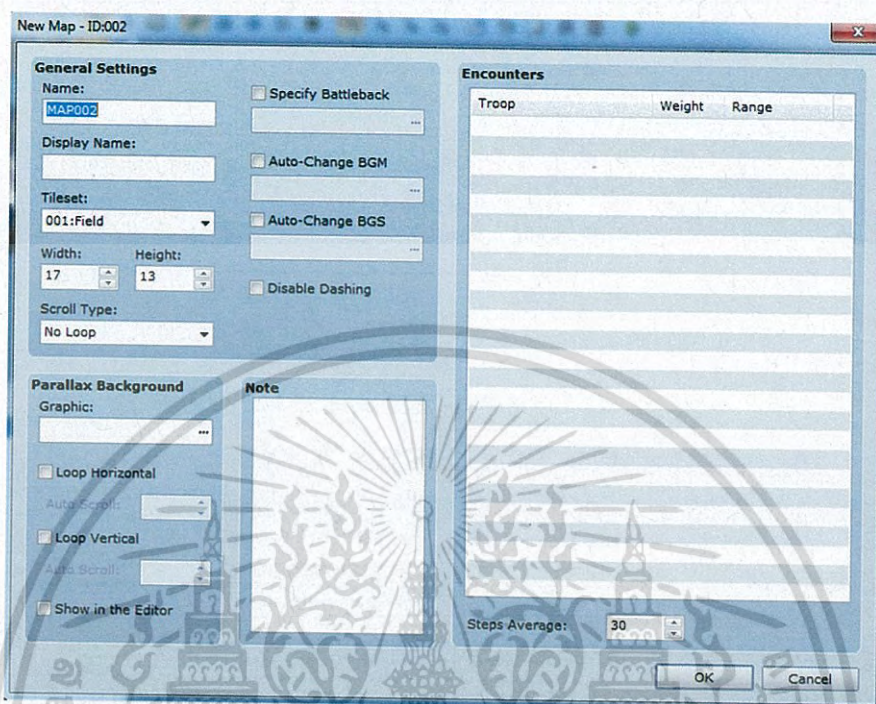 New Map - ID:002
General Settings
Name:
MAP002
Display Name:
Tileset:
001:Field
Width:
Height:
17
13
Scroll Type:
No Loop
Specify Battleback
...
Auto-Change BGM
...
Auto-Change BGS
...
Disable Dashing
Parallax Background
Graphic:
...
Loop Horizontal
Auto Scroll:
Loop Vertical
Auto Scroll:
Show in the Editor
Note
Encounters
Troop
Weight
Range
Steps Average:
30
OK
Cancel